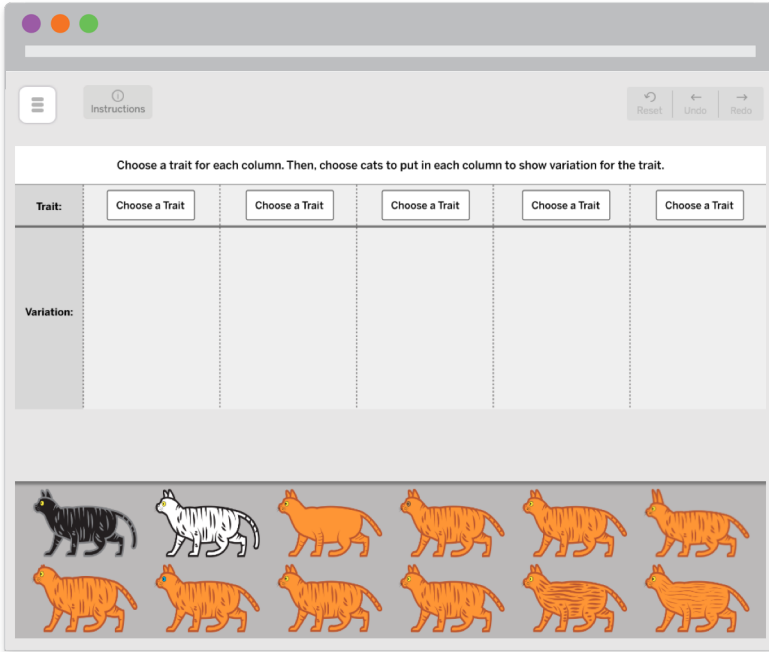 Instructions
Reset Undo Redo
Choose a trait for each column. Then, choose cats to put in each column to show variation for the trait.
Trait: Choose a Trait Choose a Trait Choose a Trait Choose a Trait Choose a Trait
Variation: